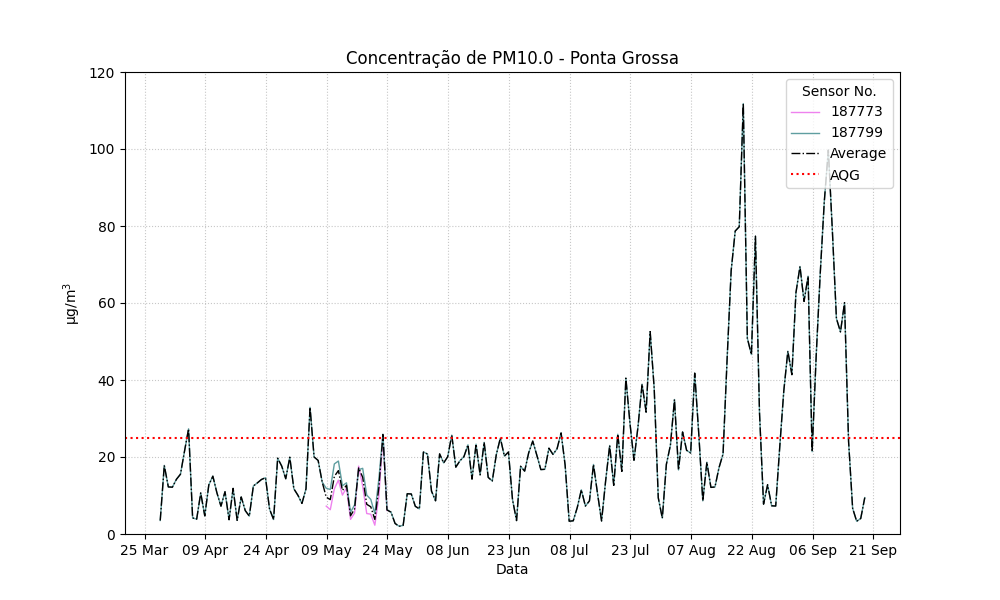 Concentração de PM10.0 - Ponta Grossa
120
100
80
60
40
20
0
µg/m³
Sensor No.
187773
187799
Average
AQG
25 Mar 09 Apr 24 Apr 09 May 24 May 08 Jun 23 Jun 08 Jul 23 Jul 07 Aug 22 Aug 06 Sep 21 Sep
Data